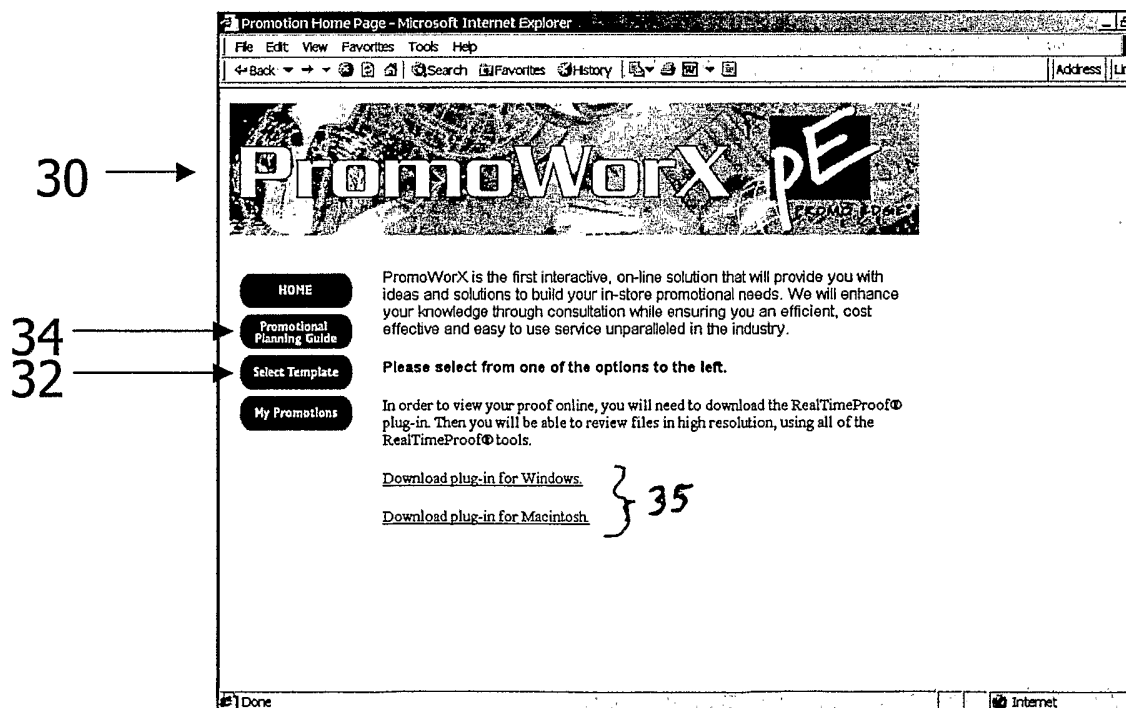 Promotion Home Page - Microsoft Internet Explorer
File Edit View Favorites Tools Help
Back Search Favorites History Address
30
PromoWorX pE
PROMO EDGE
HOME
PromoWorX is the first interactive, on-line solution that will provide you with
ideas and solutions to build your in-store promotional needs. We will enhance
your knowledge through consultation while ensuring you an efficient, cost
effective and easy to use service unparalleled in the industry.
34
Promotional
Planning Guide
32
Select Template
Please select from one of the options to the left.
My Promotions
In order to view your proof online, you will need to download the RealTimeProof®
plug-in. Then you will be able to review files in high resolution, using all of the
RealTimeProof® tools.
Download plug-in for Windows.
35
Download plug-in for Macintosh.
Done Internet